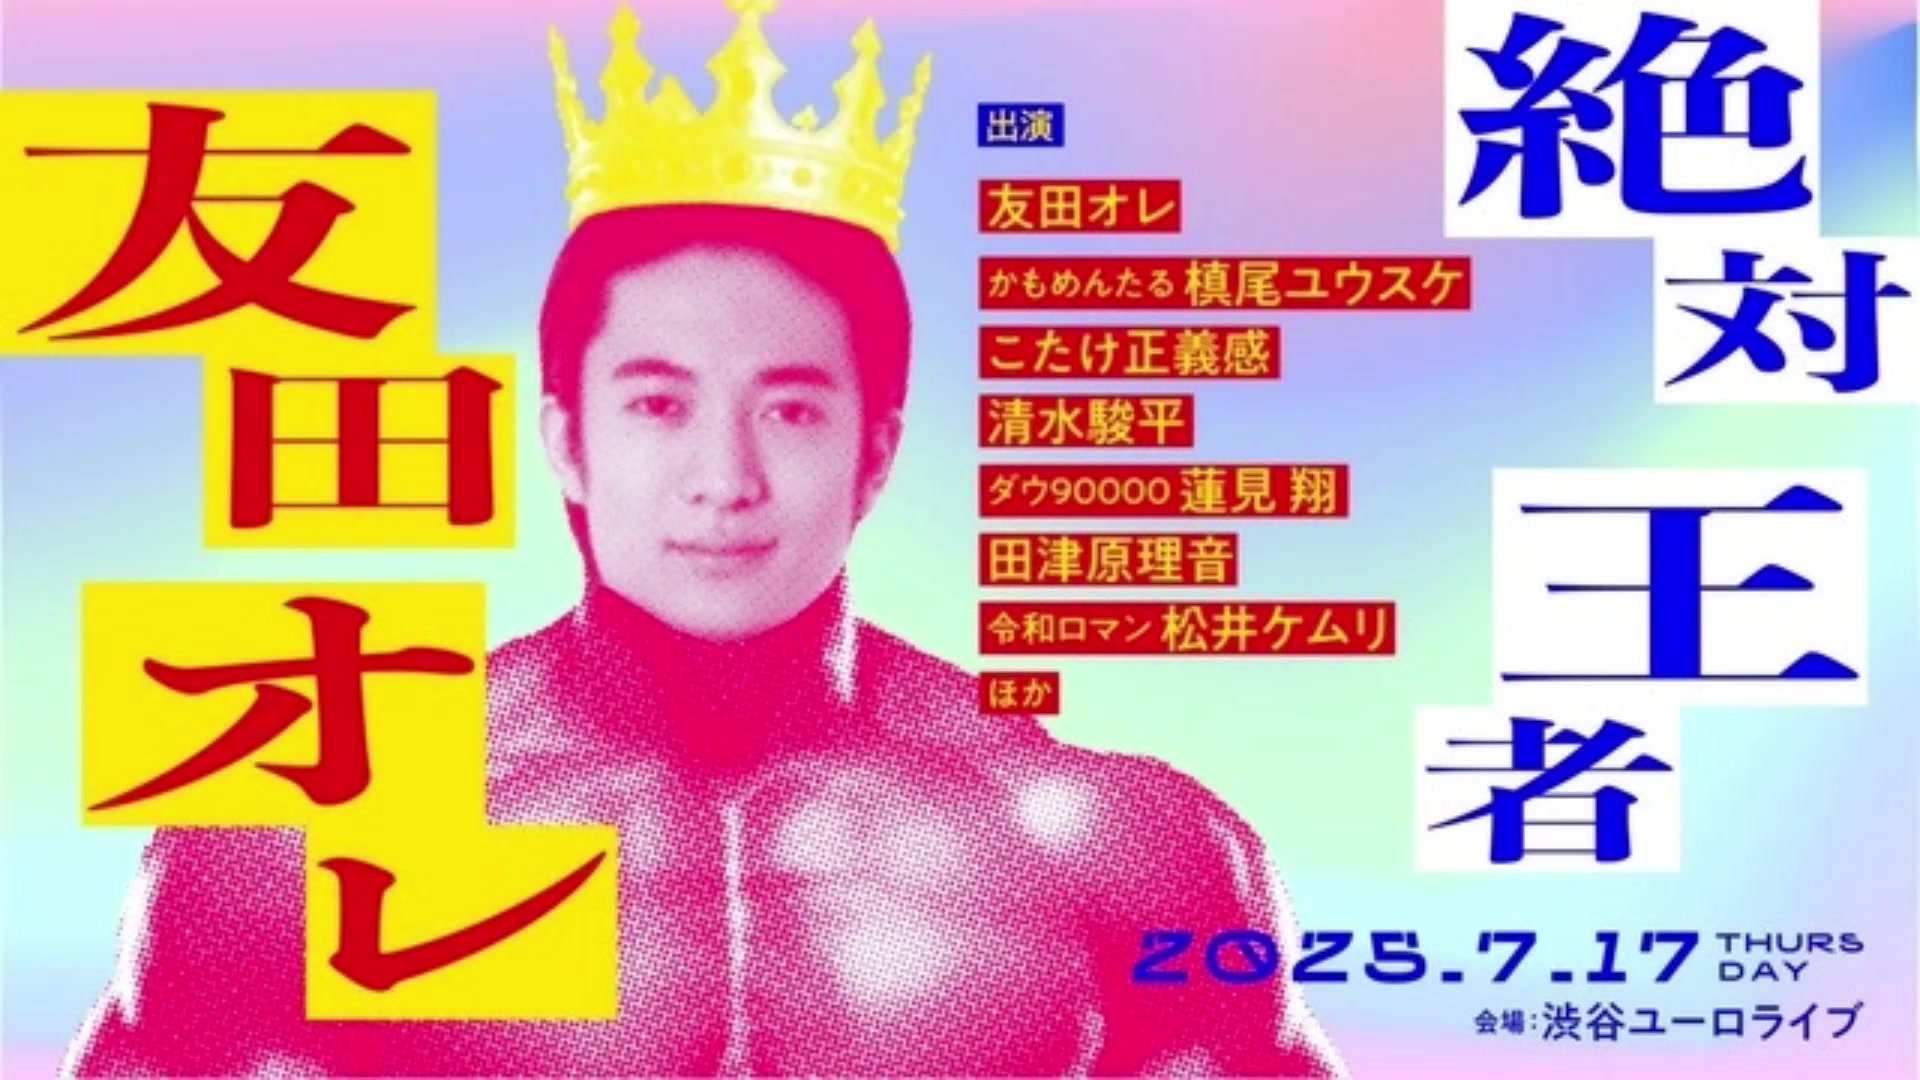 友田オレ
絶対王者
出演
友田オレ
かもめんたる 槙尾ユウスケ
こたけ正義感
清水駿平
ダウ90000 蓮見 翔
田津原理音
令和ロマン 松井ケムリ
ほか
2025.7.17 THURSDAY
会場：渋谷ユーロライブ